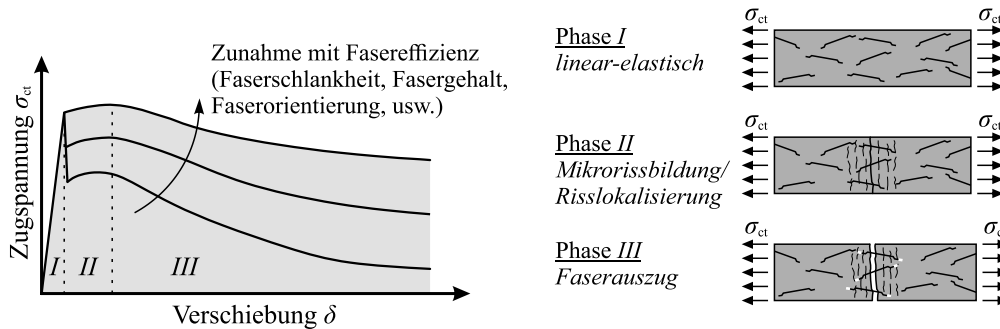 Zugspannung σct
Zunahme mit Fasereffizienz
(Faserschlankheit, Fasergehalt,
Faserorientierung, usw.)
I
II
III
Verschiebung δ
Phase I
linear-elastisch
σct
σct
Phase II
Mikrorissbildung/
Risslokalisierung
σct
σct
Phase III
Faserauszug
σct
σct